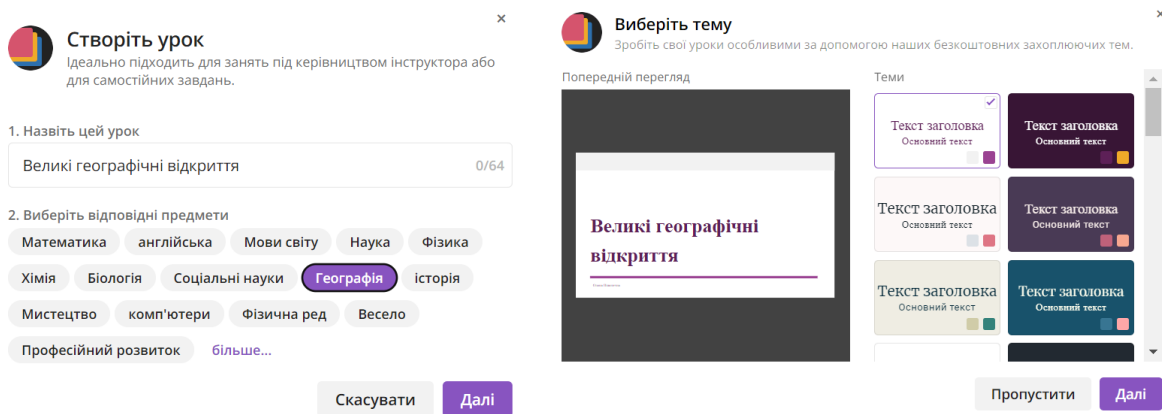 Створіть урок
Ідеально підходить для занять під керівництвом інструктора або
для самостійних завдань.
1. Назвіть цей урок
Великі географічні відкриття
0/64
2. Виберіть відповідні предмети
Математика англійська Мови світу Наука Фізика
Хімія Біологія Соціальні науки Географія історія
Мистецтво комп'ютери Фізична ред Весело
Професійний розвиток більше...
Скасувати Далі
Виберіть тему
Зробіть свої уроки особливими за допомогою наших безкоштовних захоплюючих тем.
Попередній перегляд
Великі географічні
відкриття
Теми
Текст заголовка
Основний текст
Текст заголовка
Основний текст
Текст заголовка
Основний текст
Текст заголовка
Основний текст
Текст заголовка
Основний текст
Текст заголовка
Основний текст
Пропустити Далі